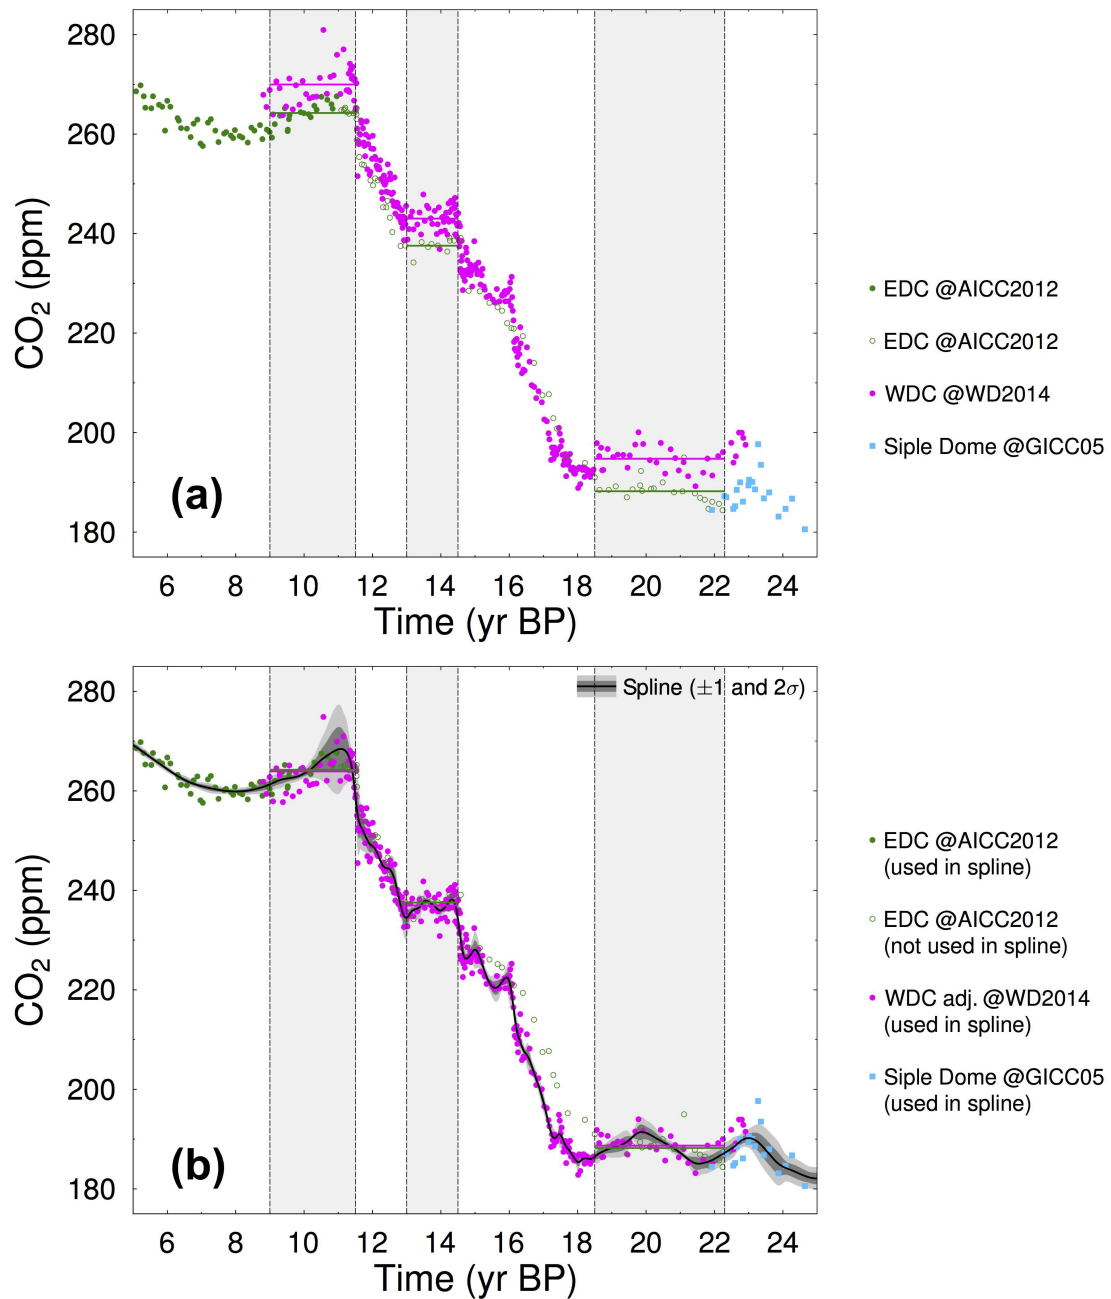 280
260
240
220
200
180
CO2 (ppm)
(a)
6 8 10 12 14 16 18 20 22 24
Time (yr BP)
EDC @AICC2012
EDC @AICC2012
WDC @WD2014
Siple Dome @GICC05
Spline (±1 and 2σ)
280
260
240
220
200
180
CO2 (ppm)
(b)
6 8 10 12 14 16 18 20 22 24
Time (yr BP)
EDC @AICC2012
(used in spline)
EDC @AICC2012
(not used in spline)
WDC adj. @WD2014
(used in spline)
Siple Dome @GICC05
(used in spline)